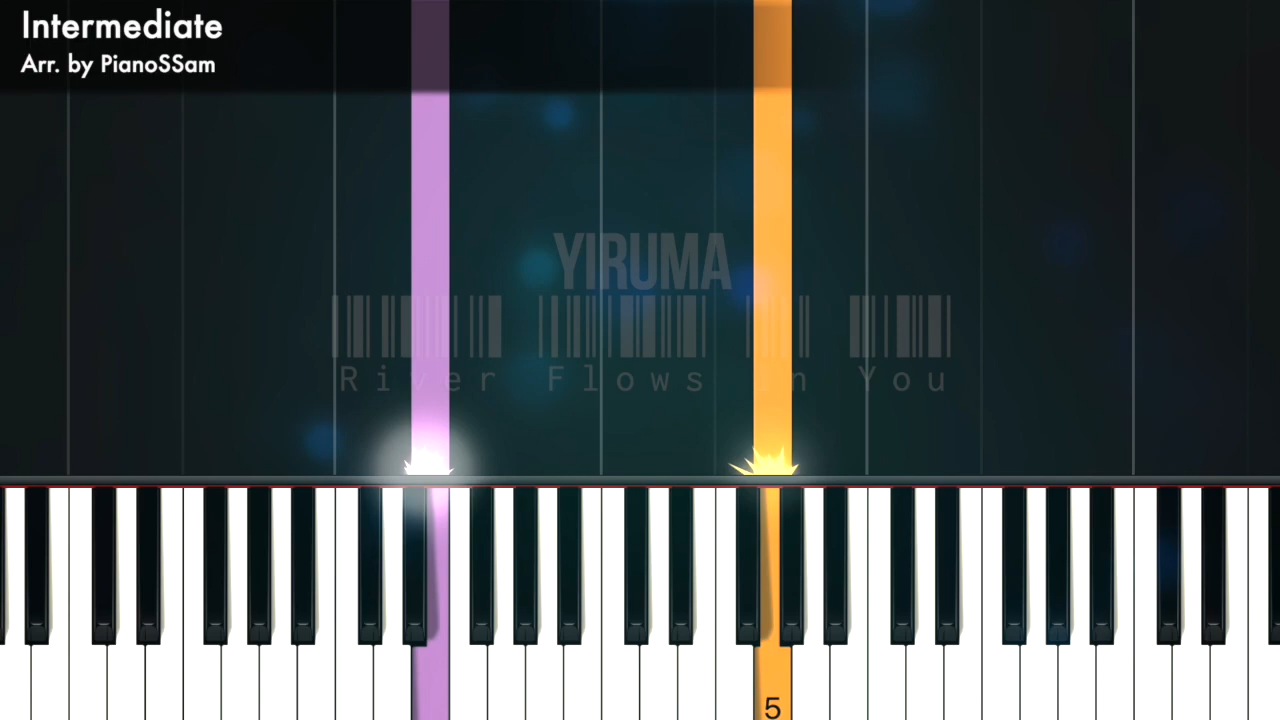 Intermediate
Arr. by PianoSSam
YIRUMA
River Flows in You
5